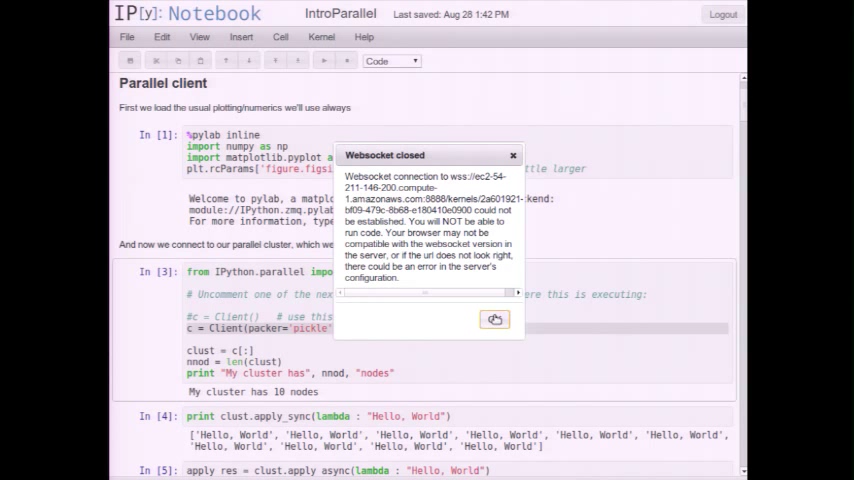 IP[y]: Notebook
IntroParallel
Last saved: Aug 28 1:42 PM
Logout
File Edit View Insert Cell Kernel Help
Code
Parallel client
First we load the usual plotting/numerics we'll use always
In [1]:
%pylab inline
import numpy as np
import matplotlib.pyplot a
plt.rcParams['figure.figsi
ttle larger
Welcome to pylab, a matplo
kend:
module://IPython.zmq.pylab
For more information, type
And now we connect to our parallel cluster, which we
Websocket closed
Websocket connection to wss://ec2-54-
211-146-200.compute-
1.amazonaws.com:8888/kernels/2a601921-
bf09-479c-8b68-e180410e0900 could not
be established. You will NOT be able to
run code. Your browser may not be
compatible with the websocket version in
the server, or if the url does not look right,
there could be an error in the server's
configuration.
In [3]:
from IPython.parallel impo
# Uncomment one of the nex
ere this is executing:
#c = Client() # use this
c = Client(packer='pickle'
clust = c[:]
nnod = len(clust)
print "My cluster has", nnod, "nodes"
My cluster has 10 nodes
In [4]:
print clust.apply_sync(lambda : "Hello, World")
['Hello, World', 'Hello, World', 'Hello, World', 'Hello, World', 'Hello, World', 'Hello, World',
'Hello, World', 'Hello, World', 'Hello, World', 'Hello, World']
In [5]:
apply_res = clust.apply_async(lambda : "Hello, World")